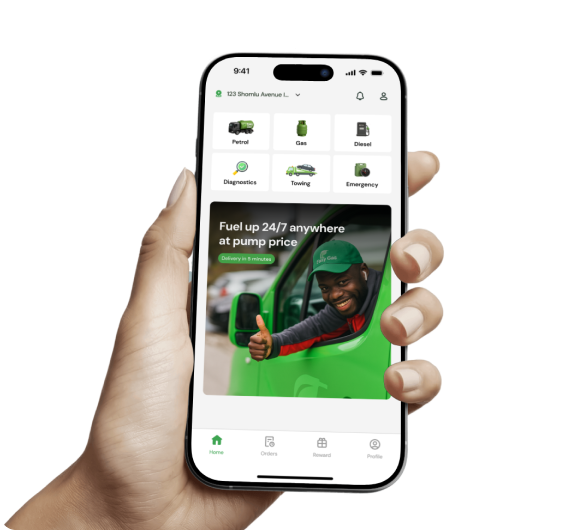 9:41
123 Shomlu Avenue I...
Petrol
Gas
Diesel
Diagnostics
Towing
Emergency
Fuel up 24/7 anywhere
at pump price
Delivery in 5 minutes
Home
Orders
Reward
Profile